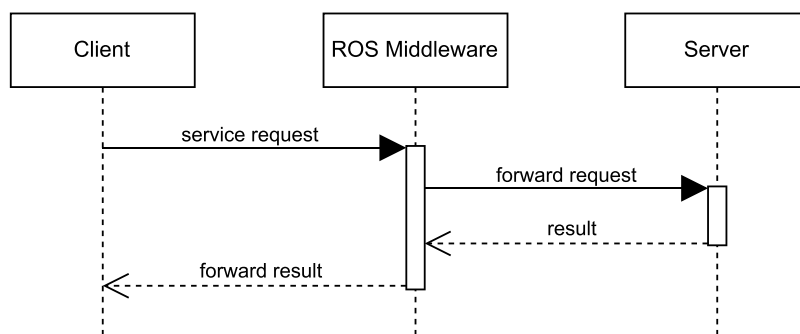 Client
ROS Middleware
Server
service request
forward request
result
forward result